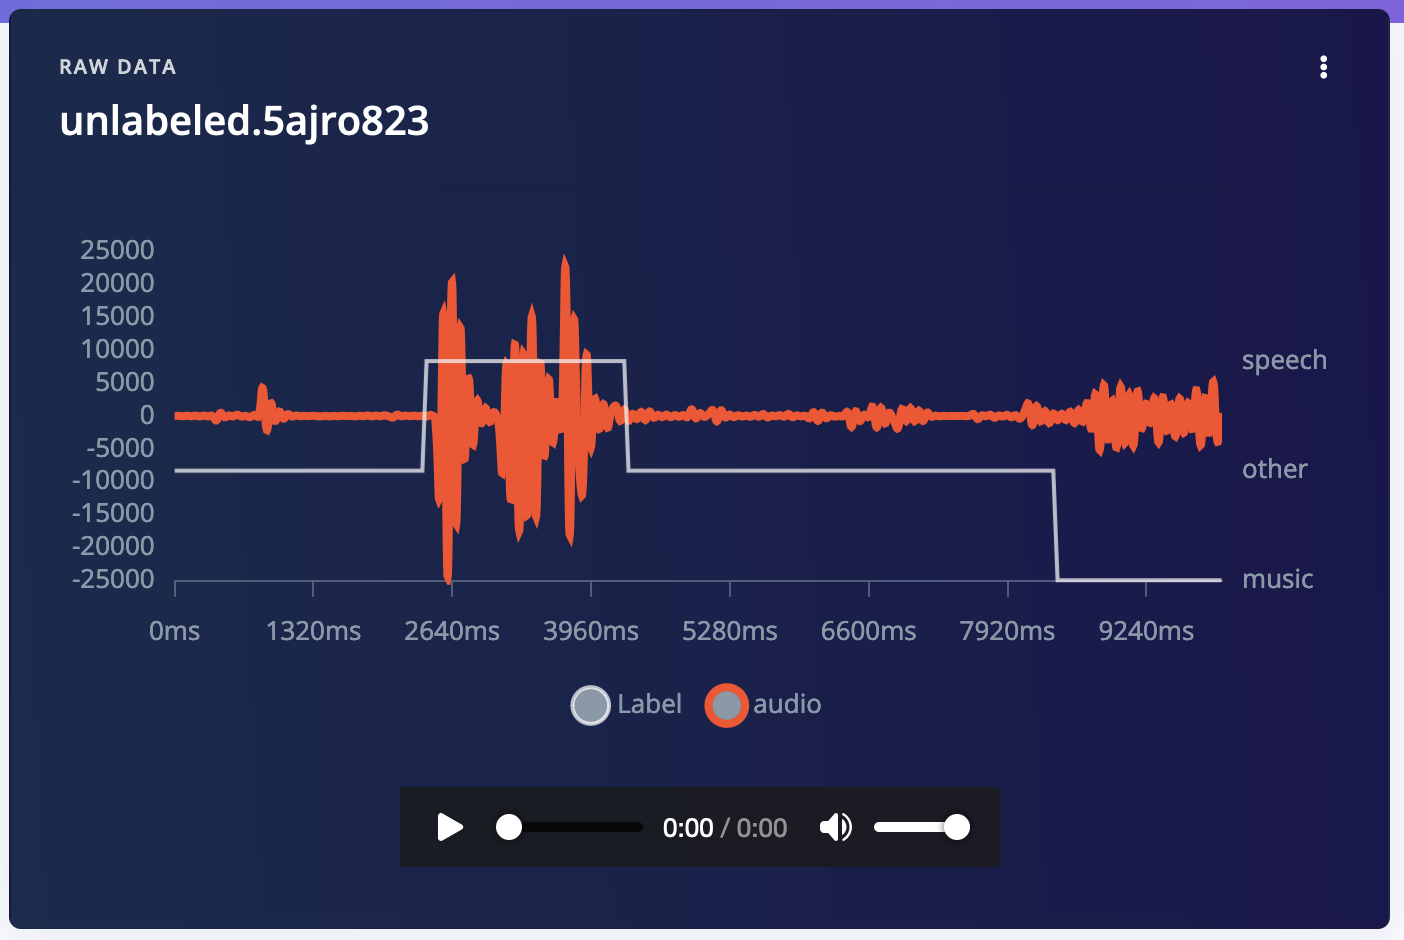 RAW DATA
unlabeled.5ajro823
25000
20000
15000
10000
5000
0
-5000
-10000
-15000
-20000
-25000
speech
other
music
0ms 1320ms 2640ms 3960ms 5280ms 6600ms 7920ms 9240ms
Label audio
0:00 / 0:00